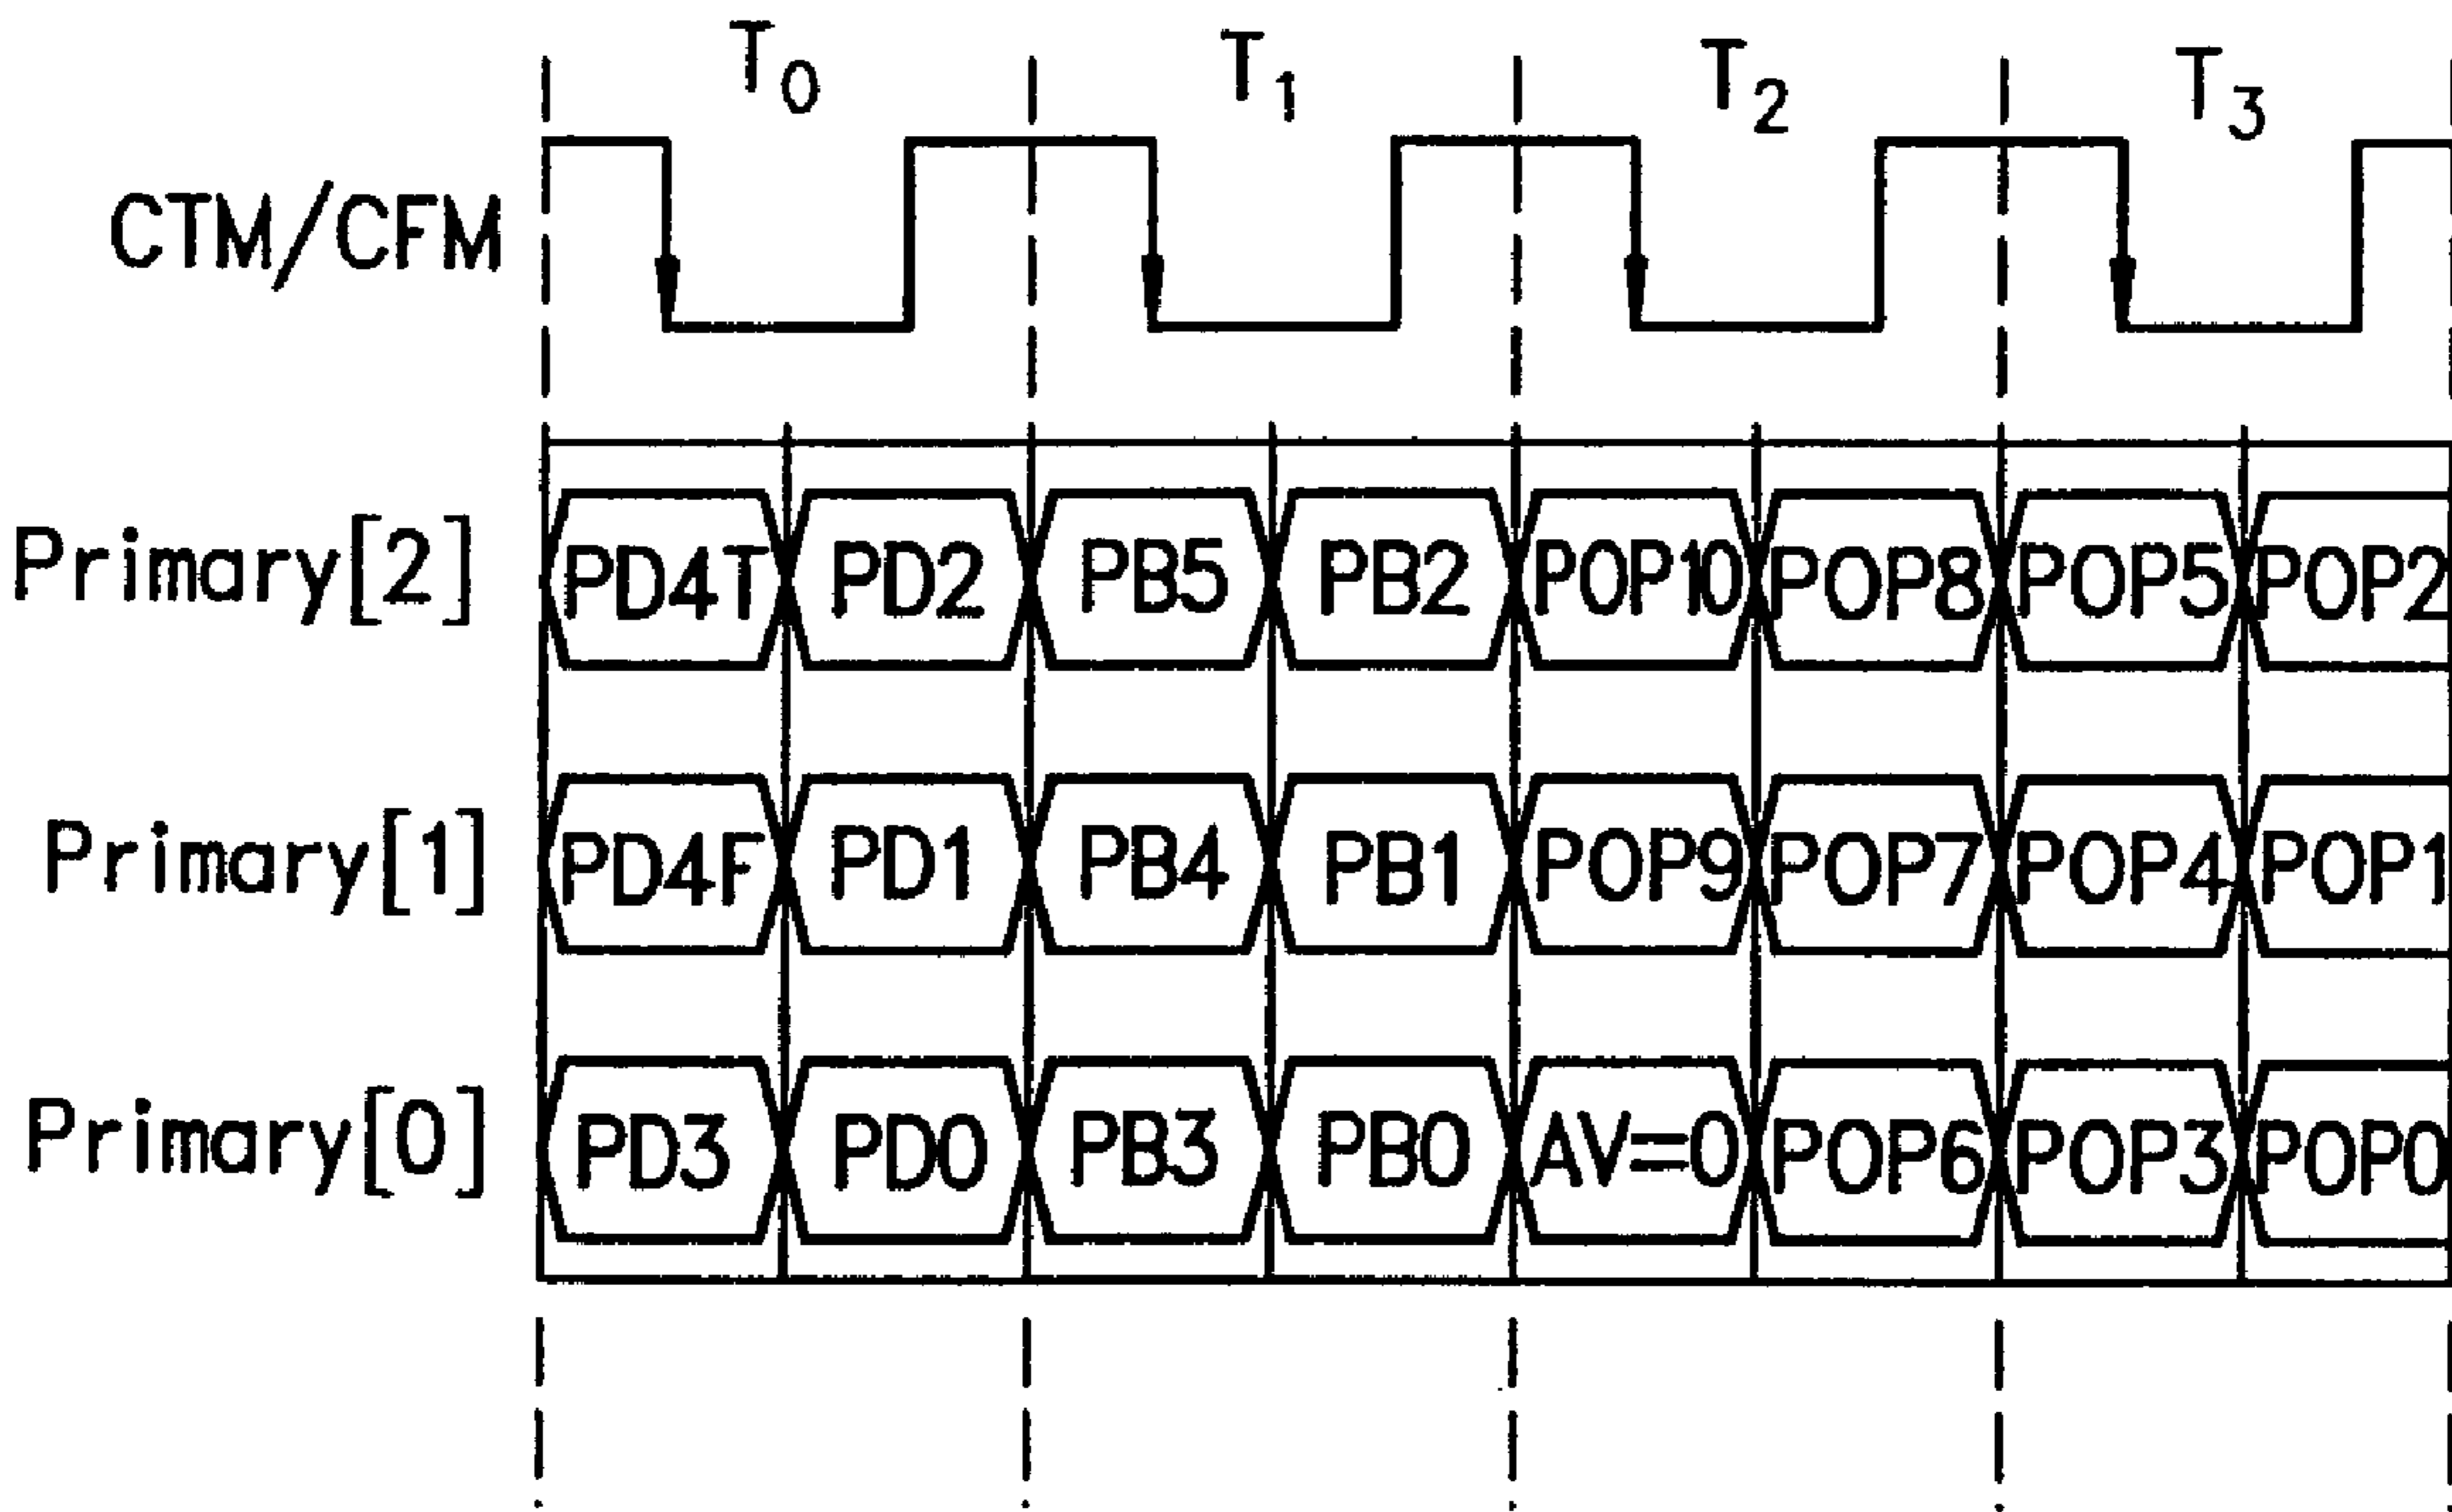 T0 T1 T2 T3
CTM/CFM
Primary[2] PD4T PD2 PB5 PB2 POP10 POP8 POP5 POP2
Primary[1] PD4F PD1 PB4 PB1 POP9 POP7 POP4 POP1
Primary[0] PD3 PD0 PB3 PB0 AV=0 POP6 POP3 POP0